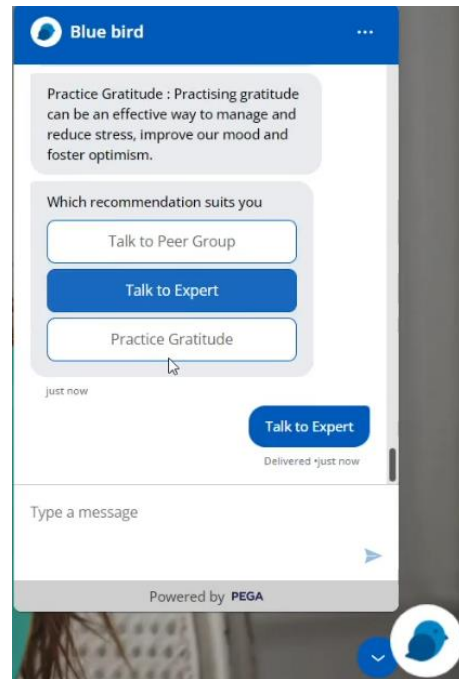 Blue bird
Practice Gratitude : Practising gratitude
can be an effective way to manage and
reduce stress, improve our mood and
foster optimism.
Which recommendation suits you
Talk to Peer Group
Talk to Expert
Practice Gratitude
just now
Talk to Expert
Delivered •just now
Type a message
Powered by PEGA